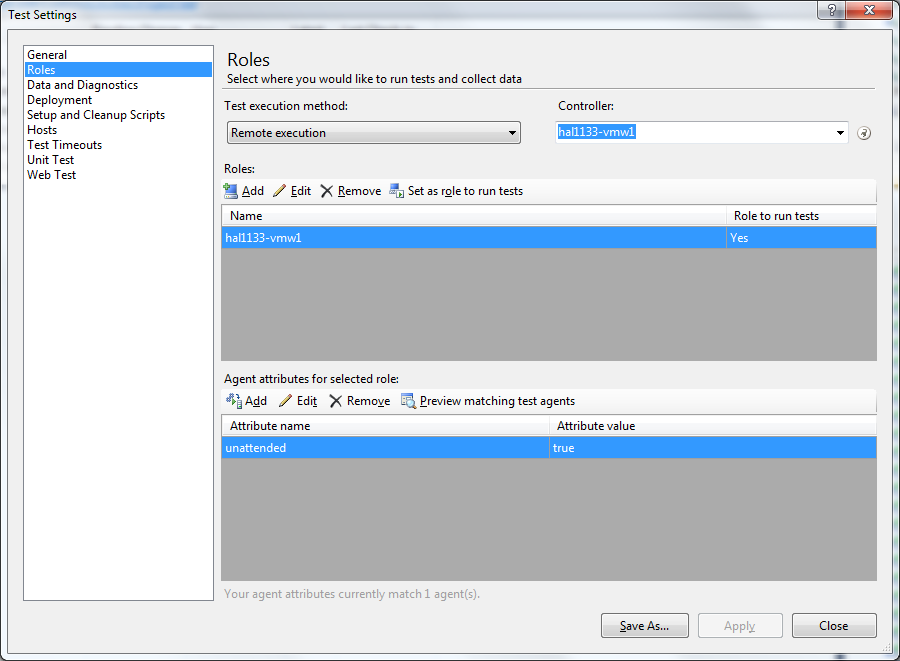 Test Settings
?
General
Roles
Data and Diagnostics
Deployment
Setup and Cleanup Scripts
Hosts
Test Timeouts
Unit Test
Web Test
Roles
Select where you would like to run tests and collect data
Test execution method: Controller:
Remote execution hal1133-vmw1
Roles:
Add Edit Remove Set as role to run tests
Name Role to run tests
hal1133-vmw1 Yes
Agent attributes for selected role:
Add Edit Remove Preview matching test agents
Attribute name Attribute value
unattended true
Your agent attributes currently match 1 agent(s).
Save As... Apply Close